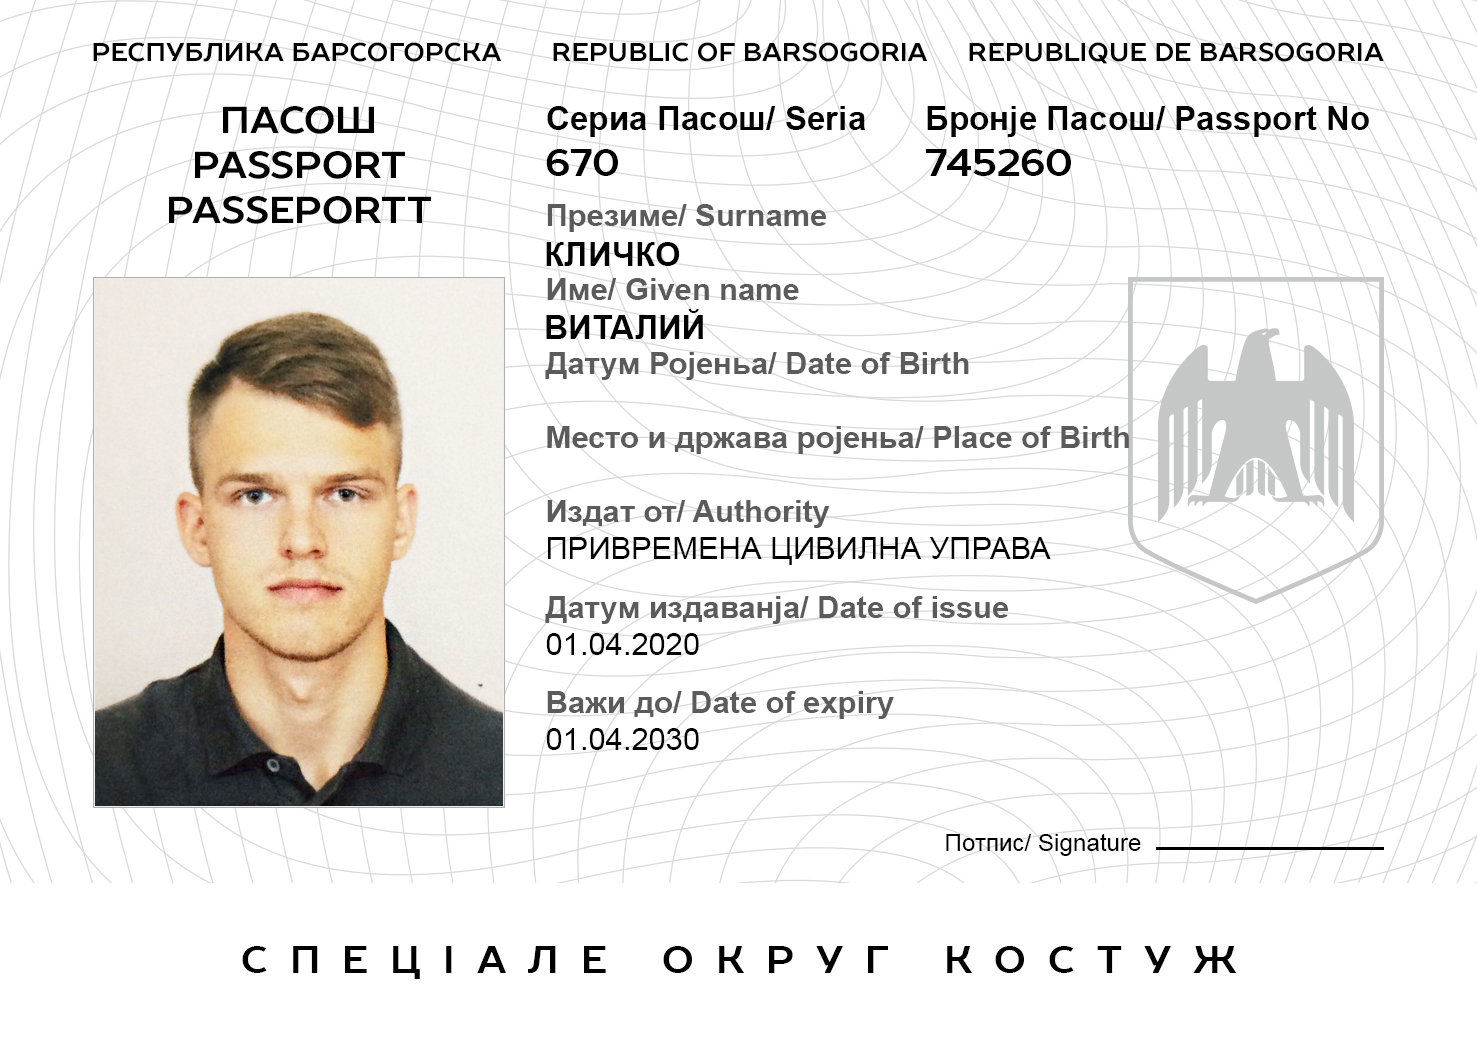 РЕСПУБЛИКА БАРСОГОРСКА REPUBLIC OF BARSOGORIA REPUBLIQUE DE BARSOGORIA
ПАСОШ
PASSPORT
PASSEPORTT
Сериа Пасош/ Seria Бронје Пасош/ Passport No
670 745260
Презиме/ Surname
КЛИЧКО
Име/ Given name
ВИТАЛИЙ
Датум Ројења/ Date of Birth
Место и држава ројења/ Place of Birth
Издат от/ Authority
ПРИВРЕМЕНА ЦИВИЛНА УПРАВА
Датум издаванја/ Date of issue
01.04.2020
Важи до/ Date of expiry
01.04.2030
Потпис/ Signature
СПЕЦІАЛЕ ОКРУГ КОСТУЖ